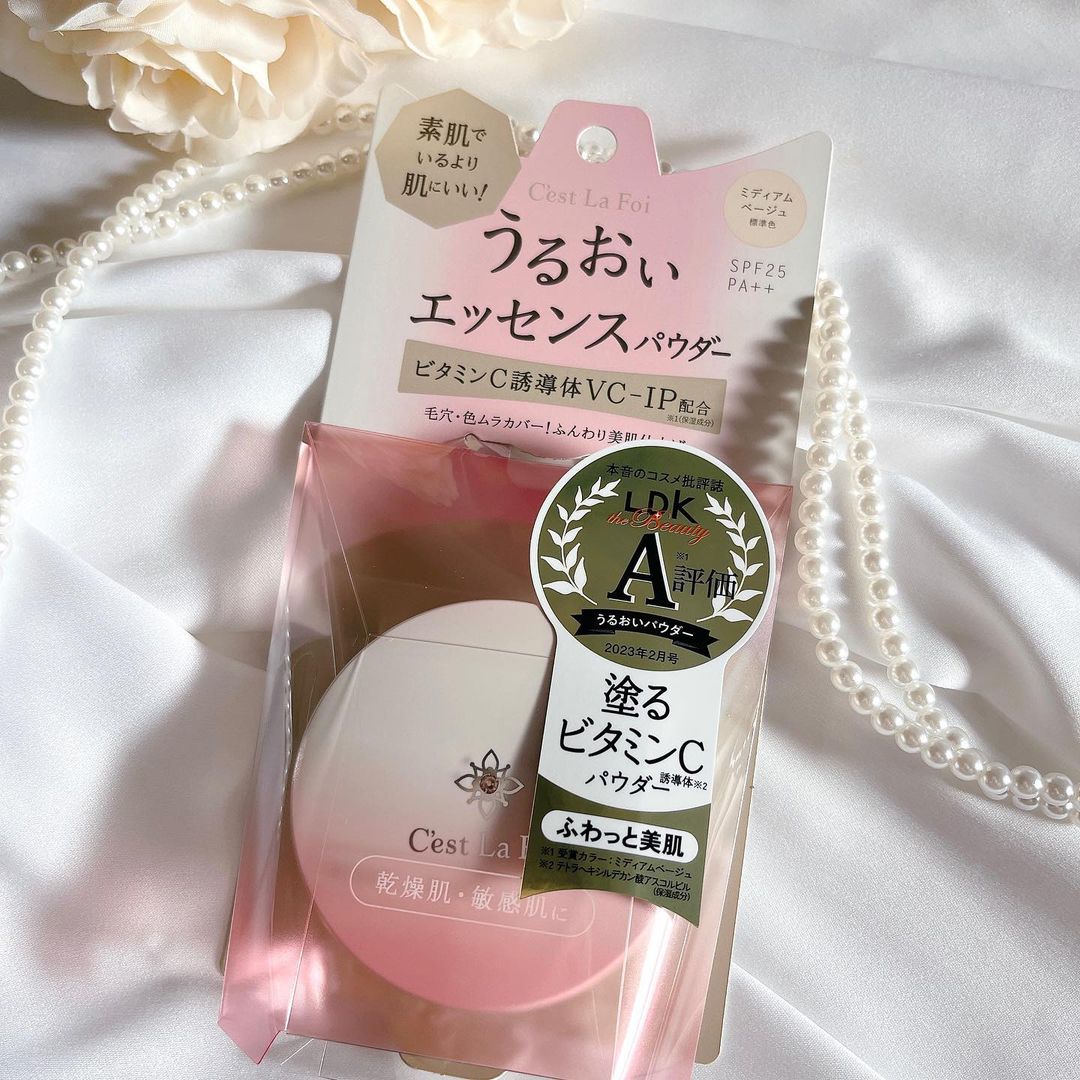 素肌で
いるより
肌にいい!
C'est La Foi
ミディアム
ベージュ
標準色
SPF25
PA++
うるおい
エッセンスパウダー
ビタミンC誘導体VC-IP配合
※1(保湿成分)
毛穴・色ムラカバー!ふんわり美肌
本音のコスメ批評誌
LDK
the Beauty
A※1評価
うるおいパウダー
2023年2月号
塗る
ビタミンC
誘導体※2
パウダー
ふわっと美肌
※1 受賞カラー:ミディアムベージュ
※2 テトラヘキシルデカン酸アスコルビル
(保湿成分)
C'est La F
乾燥肌・敏感肌に